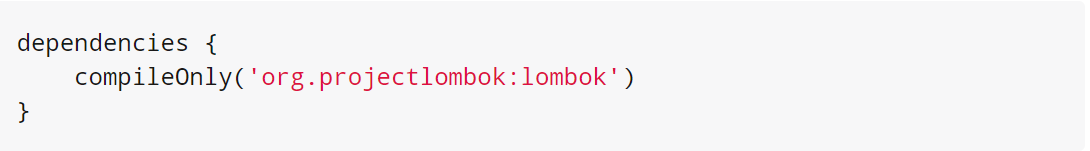 dependencies {
    compileOnly('org.projectlombok:lombok')
}